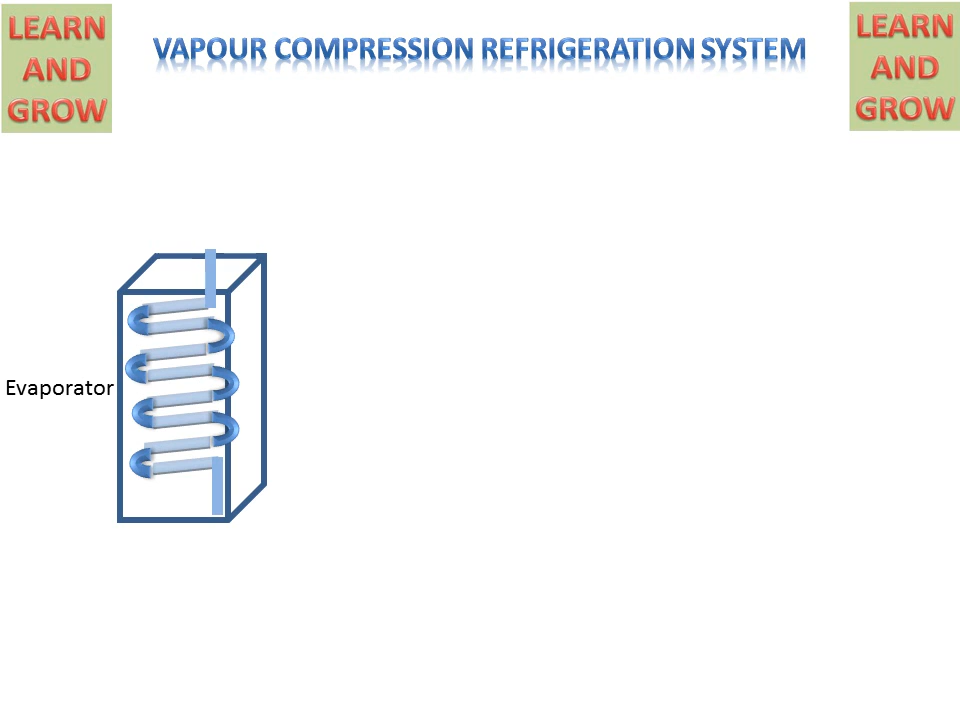 LEARN
AND
GROW
VAPOUR COMPRESSION REFRIGERATION SYSTEM
LEARN
AND
GROW
Evaporator